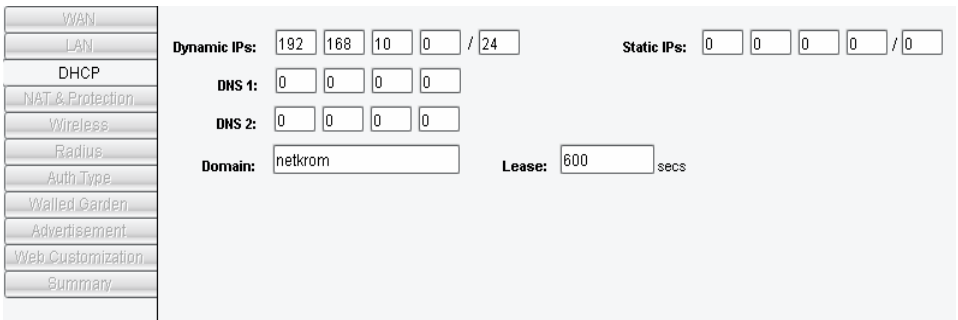 WAN
LAN
DHCP
NAT & Protection
Wireless
Radius
Auth Type
Walled Garden
Advertisement
Web Customization
Summary
Dynamic IPs: 192 168 10 0 / 24 Static IPs: 0 0 0 0 / 0
DNS 1: 0 0 0 0
DNS 2: 0 0 0 0
Domain: netkrom Lease: 600 secs